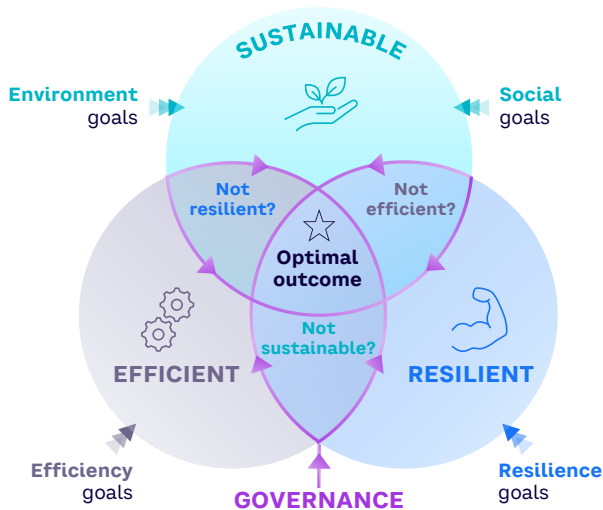 SUSTAINABLE
Environment
goals
Social
goals
Not
resilient?
Not
efficient?
Optimal
outcome
Not
sustainable?
EFFICIENT
RESILIENT
Efficiency
goals
Resilience
goals
GOVERNANCE